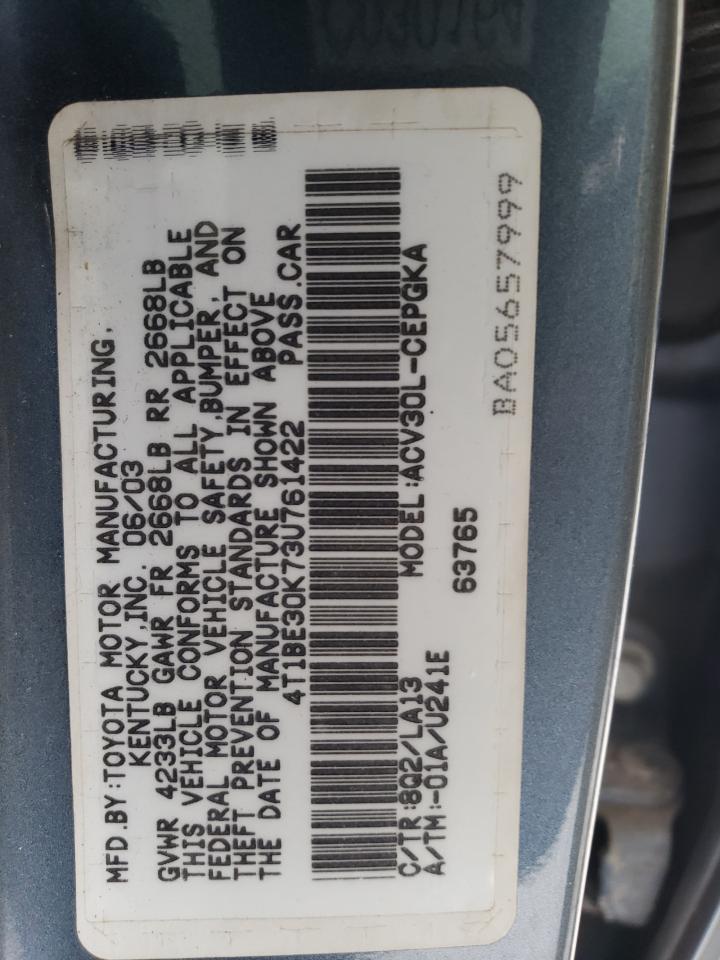 MFD.BY:TOYOTA MOTOR MANUFACTURING,
KENTUCKY,INC. 06/03
GVWR 4233LB GAWR FR 2668LB RR 2668LB
THIS VEHICLE CONFORMS TO ALL APPLICABLE
FEDERAL MOTOR VEHICLE SAFETY,BUMPER, AND
THEFT PREVENTION STANDARDS IN EFFECT ON
THE DATE OF MANUFACTURE SHOWN ABOVE
4T1BE30K73U761422 PASS.CAR
C/TR:8Q2/LA13 MODEL:ACV30L-CEPGKA
A/TM:-01A/U241E
63765
BA05657999